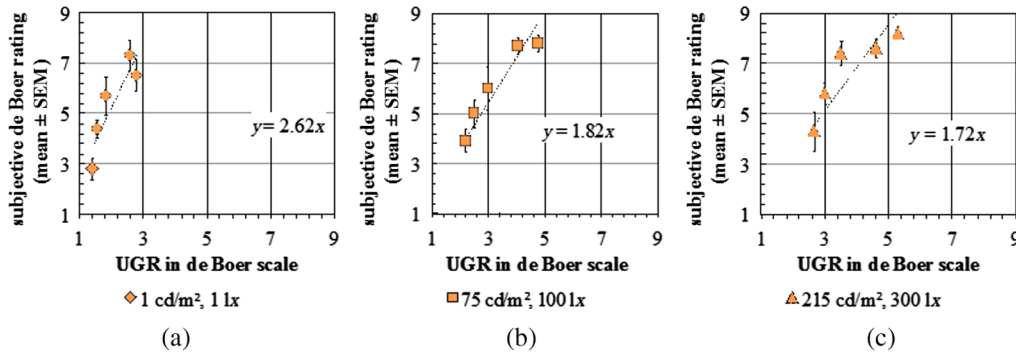 subjective de Boer rating
(mean ± SEM)
9
7
5
3
1
y = 2.62x
1 3 5 7 9
UGR in de Boer scale
1 cd/m², 1 lx
(a)
subjective de Boer rating
(mean ± SEM)
9
7
5
3
1
y = 1.82x
1 3 5 7 9
UGR in de Boer scale
75 cd/m², 100 lx
(b)
subjective de Boer rating
(mean ± SEM)
9
7
5
3
1
y = 1.72x
1 3 5 7 9
UGR in de Boer scale
215 cd/m², 300 lx
(c)